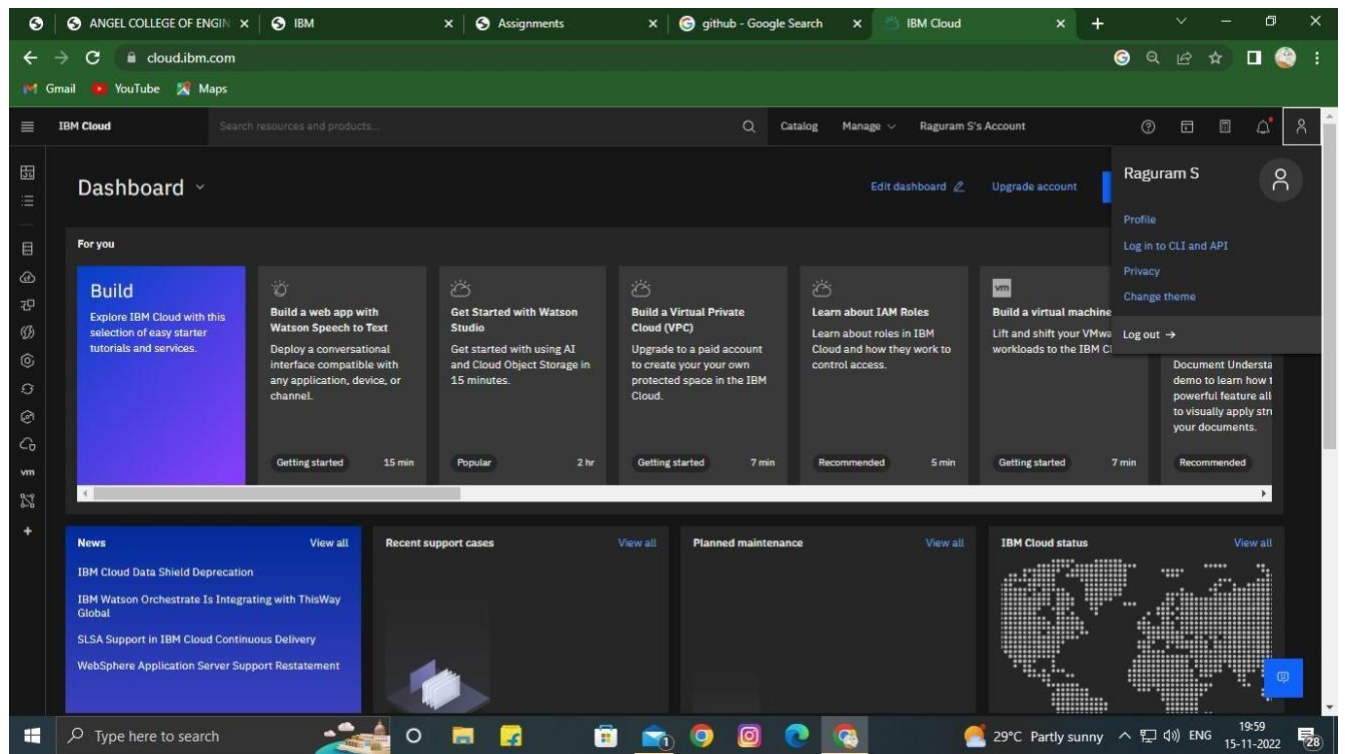 ANGEL COLLEGE OF ENGIN
IBM
Assignments
github - Google Search
IBM Cloud
cloud.ibm.com
Gmail
YouTube
Maps
IBM Cloud
Search resources and products...
Catalog
Manage
Raguram S's Account
Raguram S
Profile
Log in to CLI and API
Privacy
Change theme
Log out →
Dashboard
Edit dashboard
Upgrade account
For you
Build
Explore IBM Cloud with this
selection of easy starter
tutorials and services.
Build a web app with
Watson Speech to Text
Deploy a conversational
interface compatible with
any application, device, or
channel.
Getting started 15 min
Get Started with Watson
Studio
Get started with using AI
and Cloud Object Storage in
15 minutes.
Popular 2 hr
Build a Virtual Private
Cloud (VPC)
Upgrade to a paid account
to create your your own
protected space in the IBM
Cloud.
Getting started 7 min
Learn about IAM Roles
Learn about roles in IBM
Cloud and how they work to
control access.
Recommended 5 min
vm
Build a virtual machine
Lift and shift your VMwa
workloads to the IBM Cl
Getting started 7 min
Document Understa
demo to learn how t
powerful feature all
to visually apply stru
your documents.
Recommended
vm
News View all
IBM Cloud Data Shield Deprecation
IBM Watson Orchestrate Is Integrating with ThisWay
Global
SLSA Support in IBM Cloud Continuous Delivery
WebSphere Application Server Support Restatement
Recent support cases View all
Planned maintenance View all
IBM Cloud status View all
Type here to search
29°C Partly sunny
ENG
19:59
15-11-2022
28